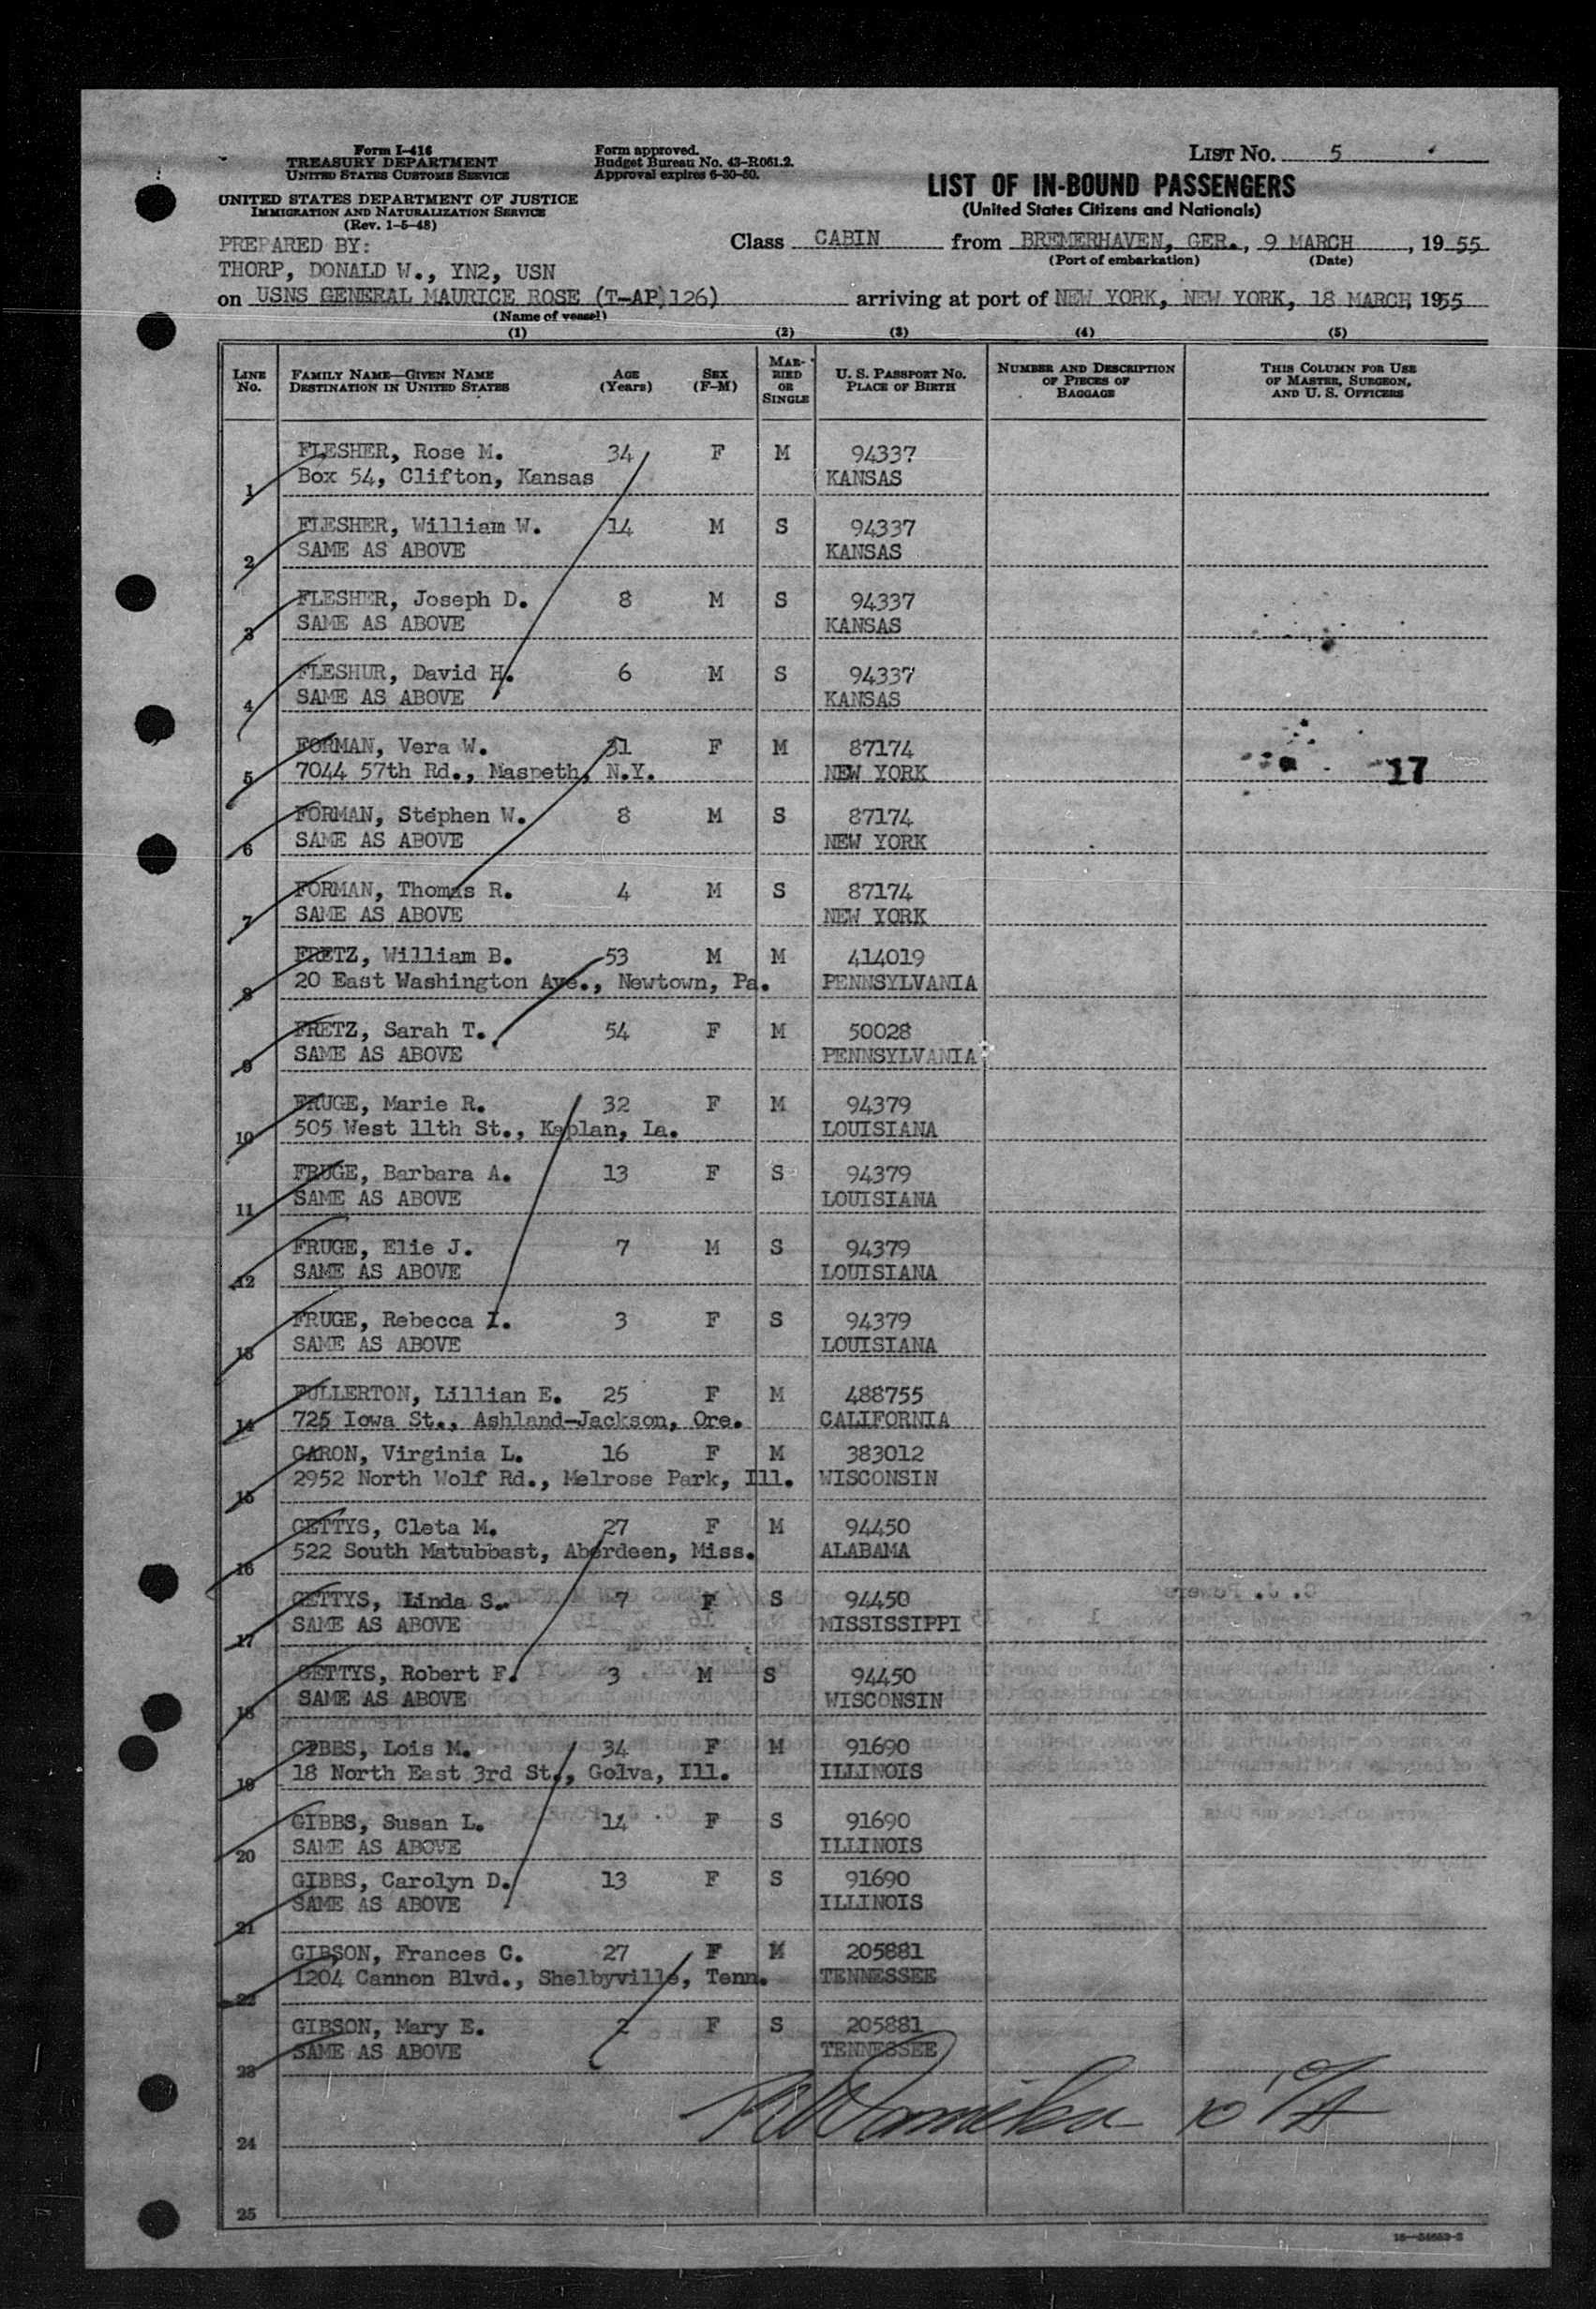 Form I-416
TREASURY DEPARTMENT
UNITED STATES CUSTOMS SERVICE
UNITED STATES DEPARTMENT OF JUSTICE
IMMIGRATION AND NATURALIZATION SERVICE
(Rev. 1-5-48)
Form approved.
Budget Bureau No. 43-R061.2.
Approval expires 6-30-50.
LIST No. 5
LIST OF IN-BOUND PASSENGERS
(United States Citizens and Nationals)
PREPARED BY:
THORP, DONALD W., YN2, USN
Class CABIN from BREMERHAVEN, GER., 9 MARCH, 1955
(Port of embarkation) (Date)
on USNS GENERAL MAURICE ROSE (T-AP 126) arriving at port of NEW YORK, NEW YORK, 18 MARCH, 1955
(Name of vessel)
(1) (2) (3) (4) (5)
LINE No. FAMILY NAME—GIVEN NAME DESTINATION IN UNITED STATES AGE (Years) SEX (F-M) MARRIED OR SINGLE U. S. PASSPORT No. PLACE OF BIRTH NUMBER AND DESCRIPTION OF PIECES OF BAGGAGE THIS COLUMN FOR USE OF MASTER, SURGEON, AND U. S. OFFICERS
FLESHER, Rose M. 34 F M 94337
1 Box 54, Clifton, Kansas KANSAS
FLESHER, William W. 14 M S 94337
2 SAME AS ABOVE KANSAS
FLESHER, Joseph D. 8 M S 94337
3 SAME AS ABOVE KANSAS
FLESHUR, David H. 6 M S 94337
4 SAME AS ABOVE KANSAS
FORMAN, Vera W. 31 F M 87174
5 7044 57th Rd., Maspeth, N.Y. NEW YORK 17
FORMAN, Stephen W. 8 M S 87174
6 SAME AS ABOVE NEW YORK
FORMAN, Thomas R. 4 M S 87174
7 SAME AS ABOVE NEW YORK
FRETZ, William B. 53 M M 414019
8 20 East Washington Ave., Newtown, Pa. PENNSYLVANIA
FRETZ, Sarah T. 54 F M 50028
9 SAME AS ABOVE PENNSYLVANIA
FRUGE, Marie R. 32 F M 94379
10 505 West 11th St., Kaplan, La. LOUISIANA
FRUGE, Barbara A. 13 F S 94379
11 SAME AS ABOVE LOUISIANA
FRUGE, Elie J. 7 M S 94379
12 SAME AS ABOVE LOUISIANA
FRUGE, Rebecca I. 3 F S 94379
13 SAME AS ABOVE LOUISIANA
FULLERTON, Lillian E. 25 F M 488755
14 725 Iowa St., Ashland-Jackson, Ore. CALIFORNIA
GARON, Virginia L. 16 F M 383012
15 2952 North Wolf Rd., Melrose Park, Ill. WISCONSIN
GETTYS, Cleta M. 27 F M 94450
16 522 South Matubbast, Aberdeen, Miss. ALABAMA
GETTYS, Linda S. 7 F S 94450
17 SAME AS ABOVE MISSISSIPPI
GETTYS, Robert F. 3 M S 94450
18 SAME AS ABOVE WISCONSIN
GIBBS, Lois M. 34 F M 91690
19 18 North East 3rd St., Golva, Ill. ILLINOIS
GIBBS, Susan L. 14 F S 91690
20 SAME AS ABOVE ILLINOIS
GIBBS, Carolyn D. 13 F S 91690
21 SAME AS ABOVE ILLINOIS
GIBSON, Frances C. 27 F M 205881
22 1204 Cannon Blvd., Shelbyville, Tenn. TENNESSEE
GIBSON, Mary E. 2 F S 205881
23 SAME AS ABOVE TENNESSEE
24
25